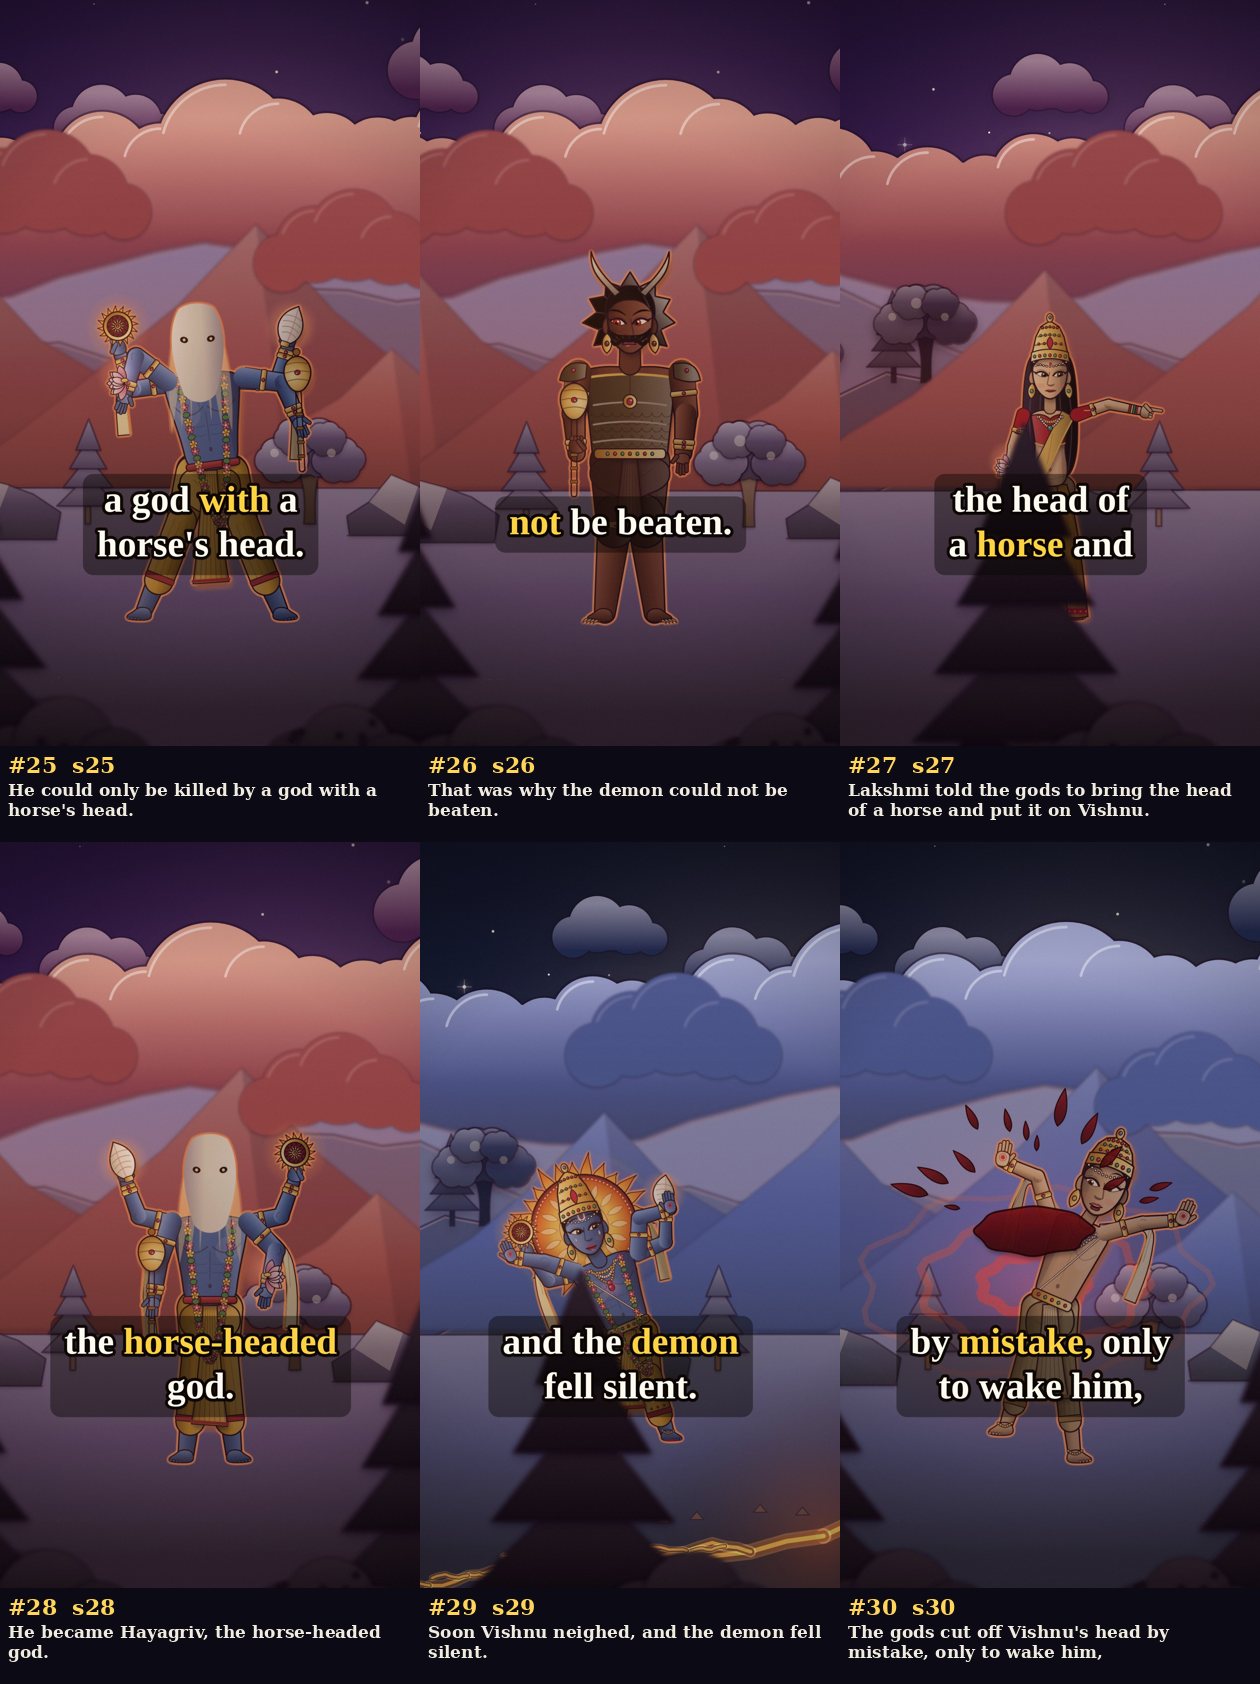 a god with a
horse's head.
not be beaten.
the head of
a horse and
#25 s25
He could only be killed by a god with a
horse's head.
#26 s26
That was why the demon could not be
beaten.
#27 s27
Lakshmi told the gods to bring the head
of a horse and put it on Vishnu.
the horse-headed
god.
and the demon
fell silent.
by mistake, only
to wake him,
#28 s28
He became Hayagriv, the horse-headed
god.
#29 s29
Soon Vishnu neighed, and the demon fell
silent.
#30 s30
The gods cut off Vishnu's head by
mistake, only to wake him,